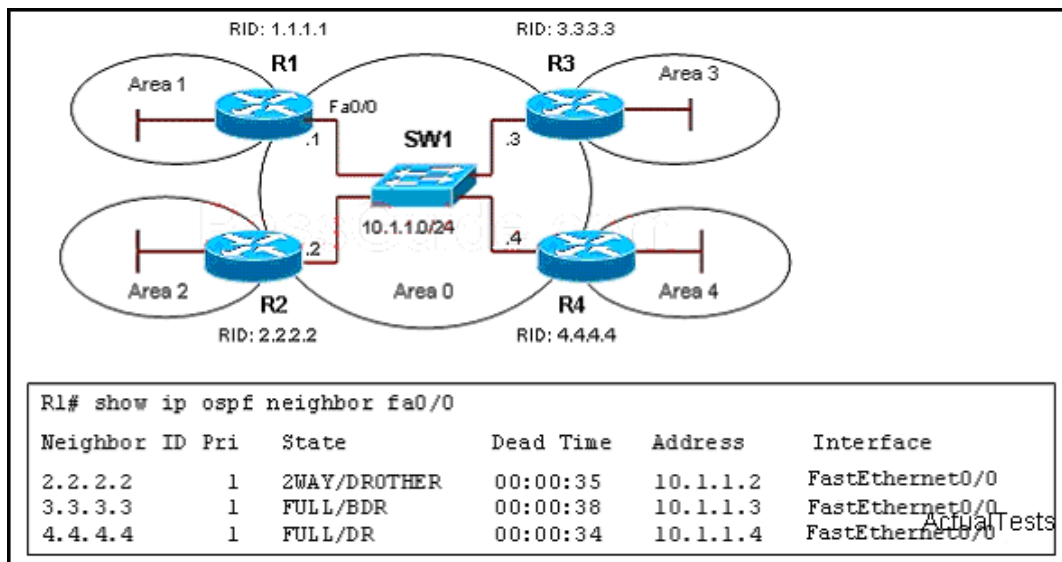 RID: 1.1.1.1
RID: 3.3.3.3
R1
R3
Area 1
Area 3
Fa0/0
SW1
.1
.3
10.1.1.0/24
.2
.4
Area 2
Area 0
Area 4
R2
R4
RID: 2.2.2.2
RID: 4.4.4.4
R1# show ip ospf neighbor fa0/0
Neighbor ID Pri State Dead Time Address Interface
2.2.2.2 1 2WAY/DROTHER 00:00:35 10.1.1.2 FastEthernet0/0
3.3.3.3 1 FULL/BDR 00:00:38 10.1.1.3 FastEthernet0/0
4.4.4.4 1 FULL/DR 00:00:34 10.1.1.4 FastEthernet0/0
ActualTests